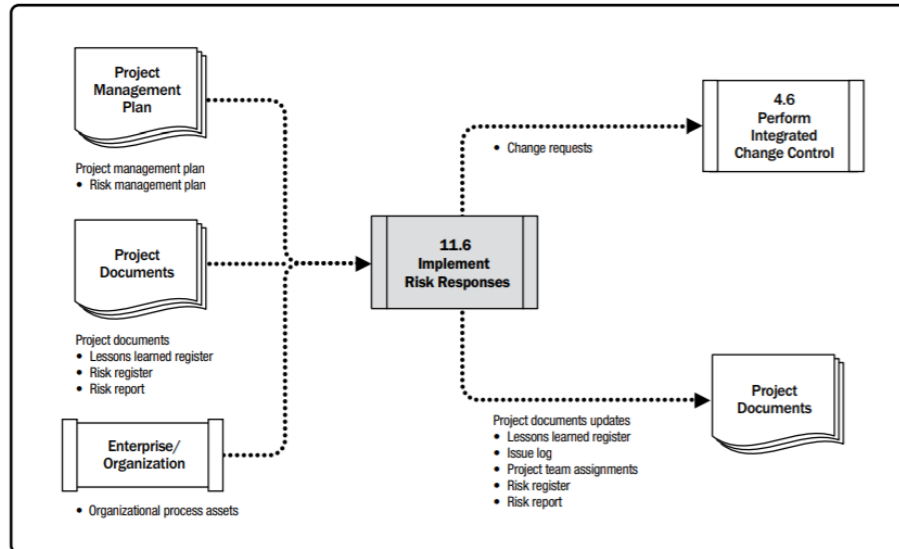 Project
Management
Plan
Project management plan
• Risk management plan
Project
Documents
Project documents
• Lessons learned register
• Risk register
• Risk report
Enterprise/
Organization
• Organizational process assets
11.6
Implement
Risk Responses
• Change requests
4.6
Perform
Integrated
Change Control
Project documents updates
• Lessons learned register
• Issue log
• Project team assignments
• Risk register
• Risk report
Project
Documents